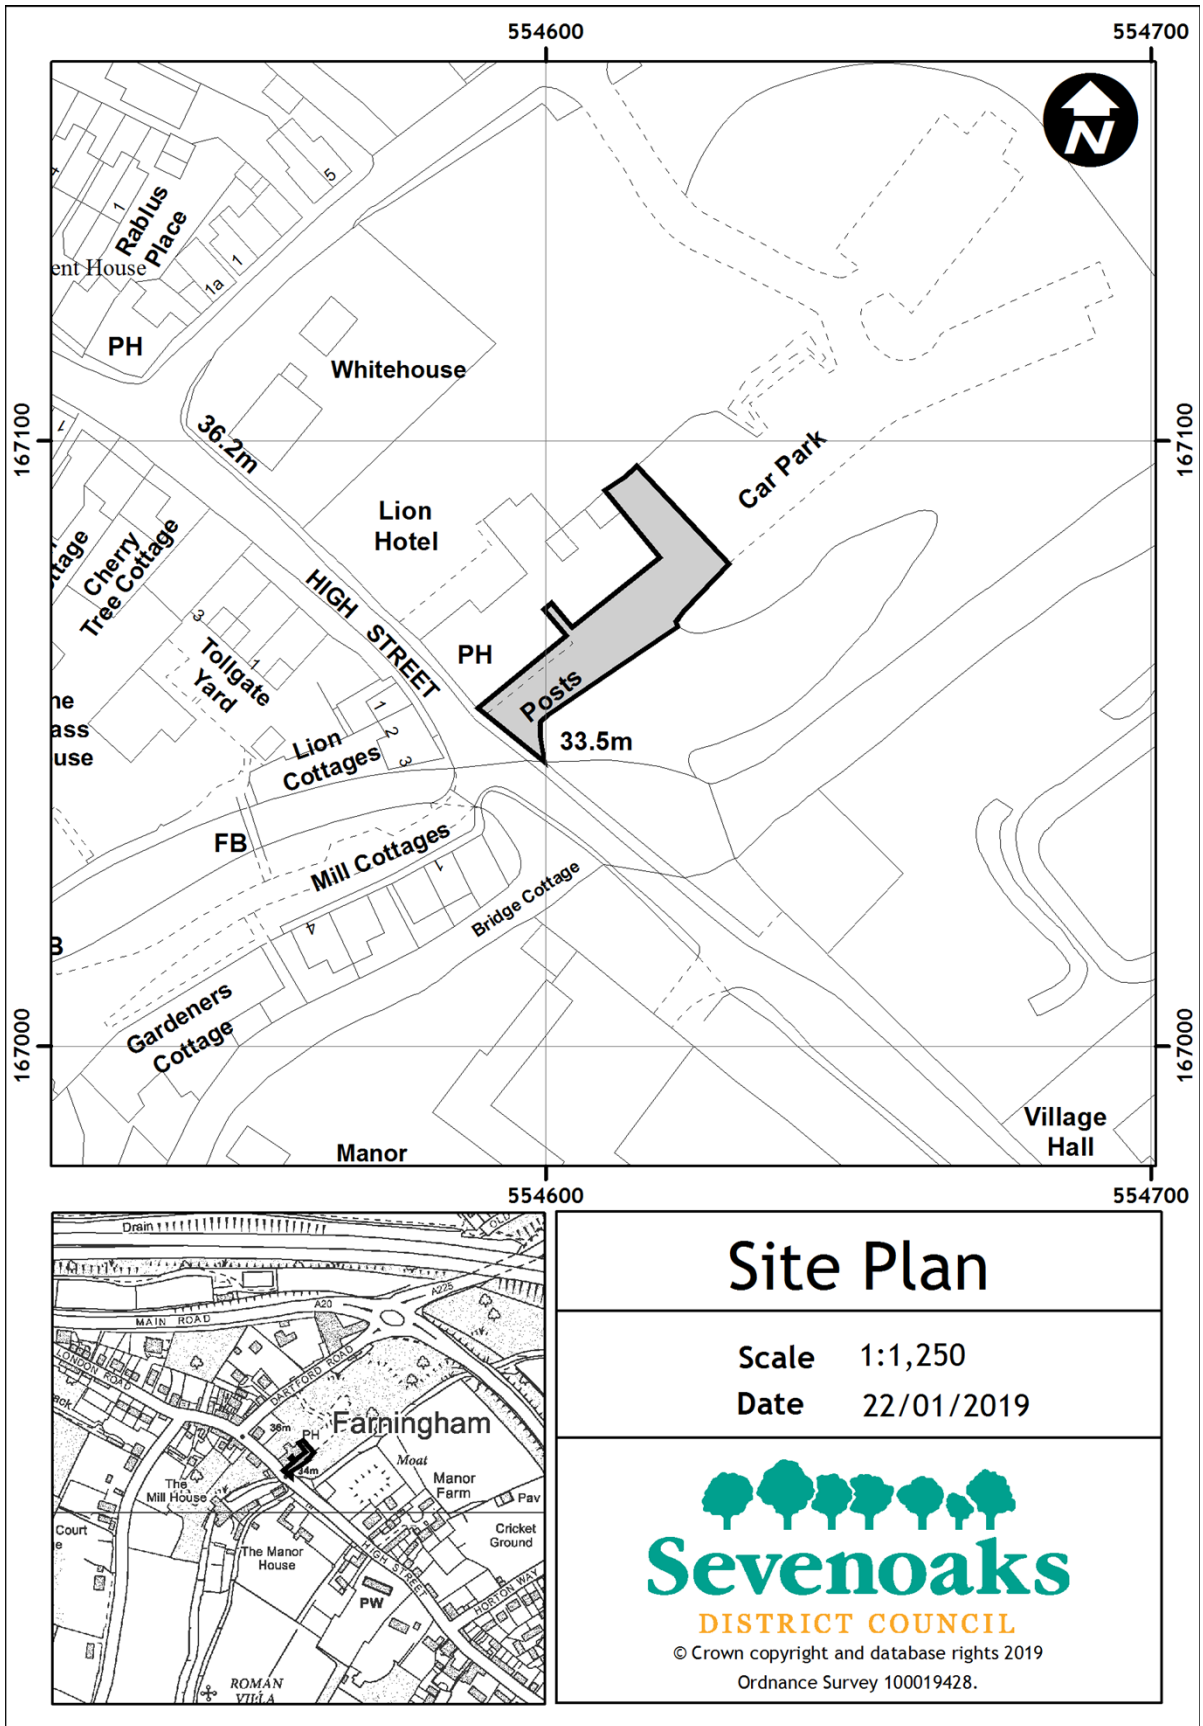 554600
554700
N
5
4
1
Rablus
Place
ent House
1a
1
PH
Whitehouse
167100
167100
36.2m
1
Car Park
Lion
Hotel
ttage
Cherry
Tree Cottage
HIGH STREET
3
1
Tollgate
Yard
PH
Posts
he
ass
use
1
2
3
Lion
Cottages
33.5m
FB
Mill Cottages
1
4
Bridge Cottage
B
Gardeners
Cottage
167000
167000
Manor
Village
Hall
554600
554700
Drain
OLD
A225
A20
MAIN ROAD
LONDON ROAD
DARTFORD ROAD
ack
36m
PH
Farningham
34m
Moat
The
Mill House
Manor
Farm
Pav
Court
e
Cricket
Ground
The Manor
House
HIGH STREET
PW
HORTON WAY
ROMAN
VILLA
Site Plan
Scale 1:1,250
Date 22/01/2019
Sevenoaks
DISTRICT COUNCIL
© Crown copyright and database rights 2019
Ordnance Survey 100019428.